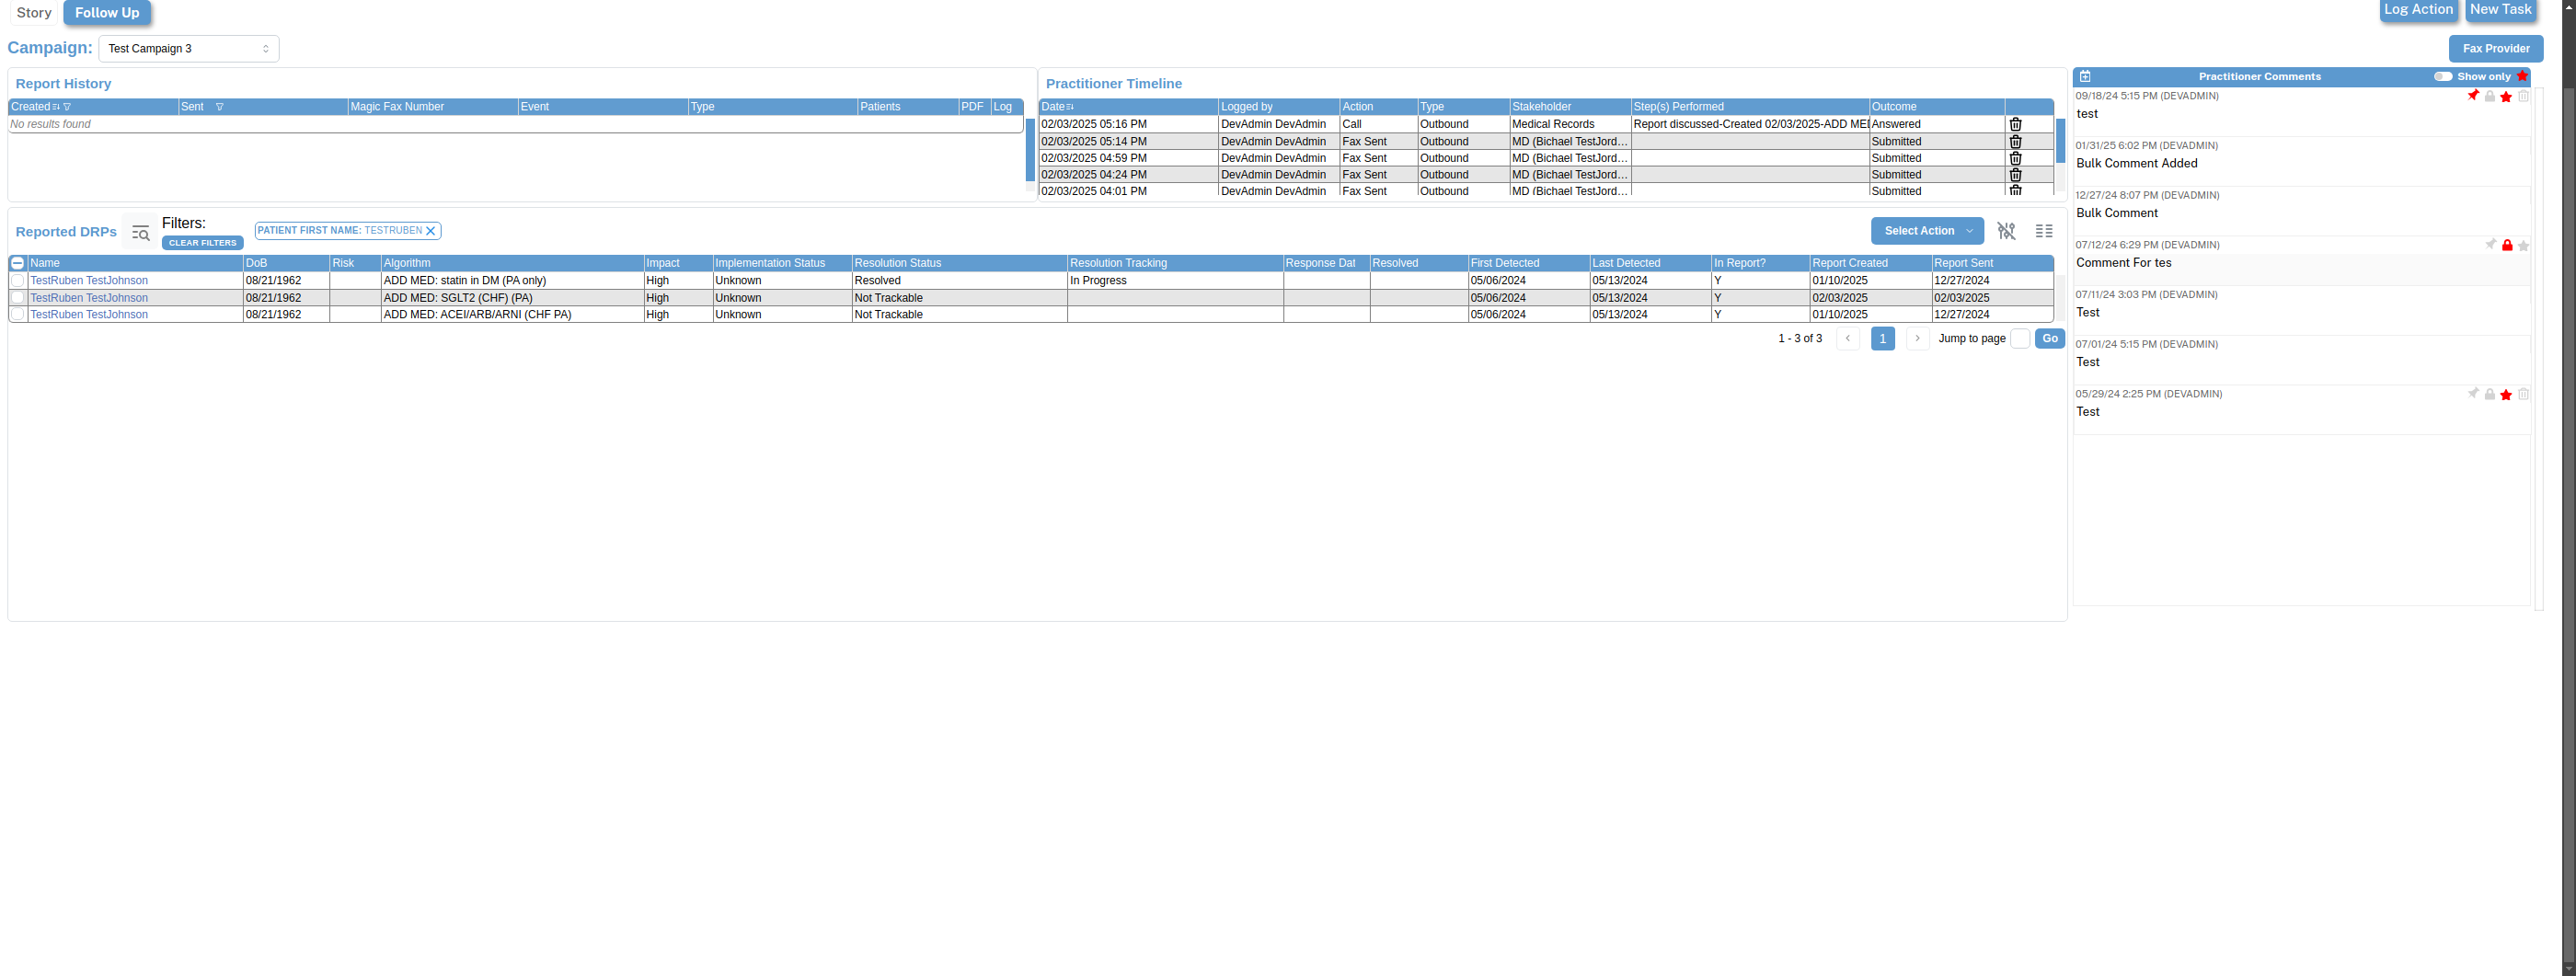 Story Follow Up Log Action New Task
Campaign: Test Campaign 3 Fax Provider
Report History
Created Sent Magic Fax Number Event Type Patients PDF Log
No results found
Practitioner Timeline
Date Logged by Action Type Stakeholder Step(s) Performed Outcome
02/03/2025 05:16 PM DevAdmin DevAdmin Call Outbound Medical Records Report discussed-Created 02/03/2025-ADD MEI Answered
02/03/2025 05:14 PM DevAdmin DevAdmin Fax Sent Outbound MD (Bichael TestJord... Submitted
02/03/2025 04:59 PM DevAdmin DevAdmin Fax Sent Outbound MD (Bichael TestJord... Submitted
02/03/2025 04:24 PM DevAdmin DevAdmin Fax Sent Outbound MD (Bichael TestJord... Submitted
02/03/2025 04:01 PM DevAdmin DevAdmin Fax Sent Outbound MD (Bichael TestJord... Submitted
Reported DRPs Filters: CLEAR FILTERS PATIENT FIRST NAME: TESTRUBEN Select Action
Name DoB Risk Algorithm Impact Implementation Status Resolution Status Resolution Tracking Response Dat Resolved First Detected Last Detected In Report? Report Created Report Sent
TestRuben TestJohnson 08/21/1962 ADD MED: statin in DM (PA only) High Unknown Resolved In Progress 05/06/2024 05/13/2024 Y 01/10/2025 12/27/2024
TestRuben TestJohnson 08/21/1962 ADD MED: SGLT2 (CHF) (PA) High Unknown Not Trackable 05/06/2024 05/13/2024 Y 02/03/2025 02/03/2025
TestRuben TestJohnson 08/21/1962 ADD MED: ACEI/ARB/ARNI (CHF PA) High Unknown Not Trackable 05/06/2024 05/13/2024 Y 01/10/2025 12/27/2024
1 - 3 of 3 1 Jump to page Go
Practitioner Comments Show only
09/18/24 5:15 PM (DEVADMIN)
test
01/31/25 6:02 PM (DEVADMIN)
Bulk Comment Added
12/27/24 8:07 PM (DEVADMIN)
Bulk Comment
07/12/24 6:29 PM (DEVADMIN)
Comment For tes
07/11/24 3:03 PM (DEVADMIN)
Test
07/01/24 5:15 PM (DEVADMIN)
Test
05/29/24 2:25 PM (DEVADMIN)
Test